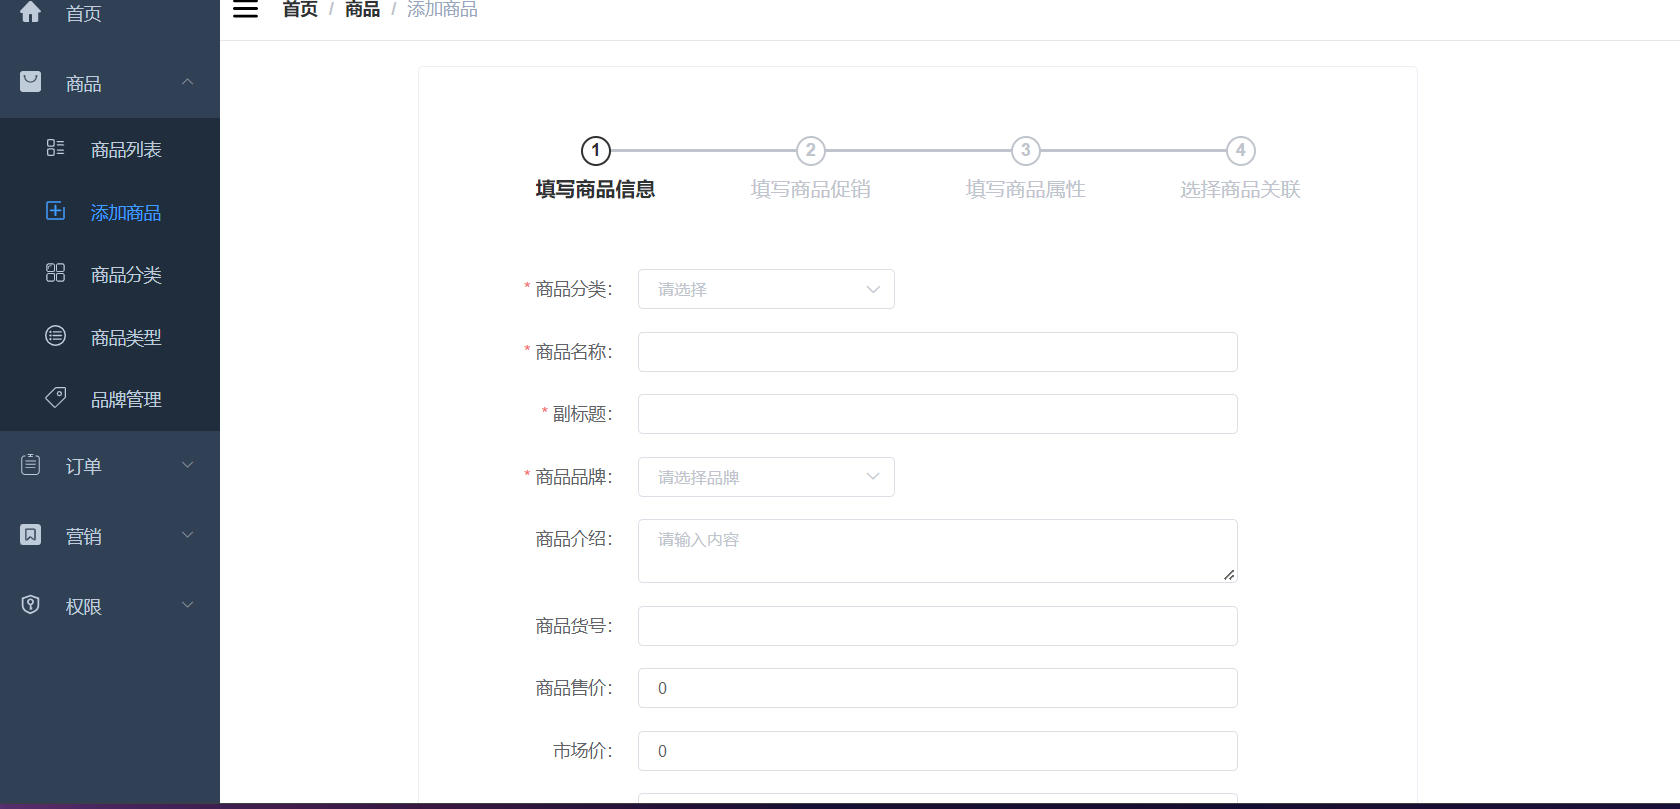 首页
商品
商品列表
添加商品
商品分类
商品类型
品牌管理
订单
营销
权限
首页 / 商品 / 添加商品
1 2 3 4
填写商品信息 填写商品促销 填写商品属性 选择商品关联
* 商品分类: 请选择
* 商品名称:
* 副标题:
* 商品品牌: 请选择品牌
商品介绍: 请输入内容
商品货号:
商品售价: 0
市场价: 0